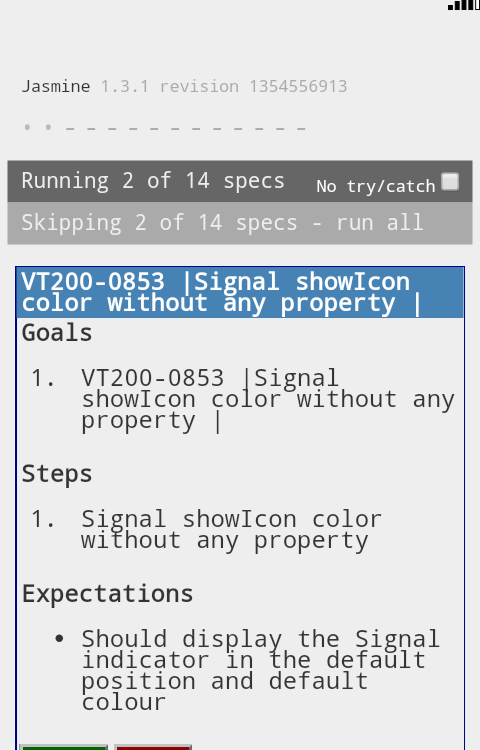 Jasmine 1.3.1 revision 1354556913
• • - - - - - - - - - - - -
Running 2 of 14 specs No try/catch
Skipping 2 of 14 specs - run all
VT200-0853 |Signal showIcon
color without any property |
Goals
1. VT200-0853 |Signal
showIcon color without any
property |
Steps
1. Signal showIcon color
without any property
Expectations
• Should display the Signal
indicator in the default
position and default
colour